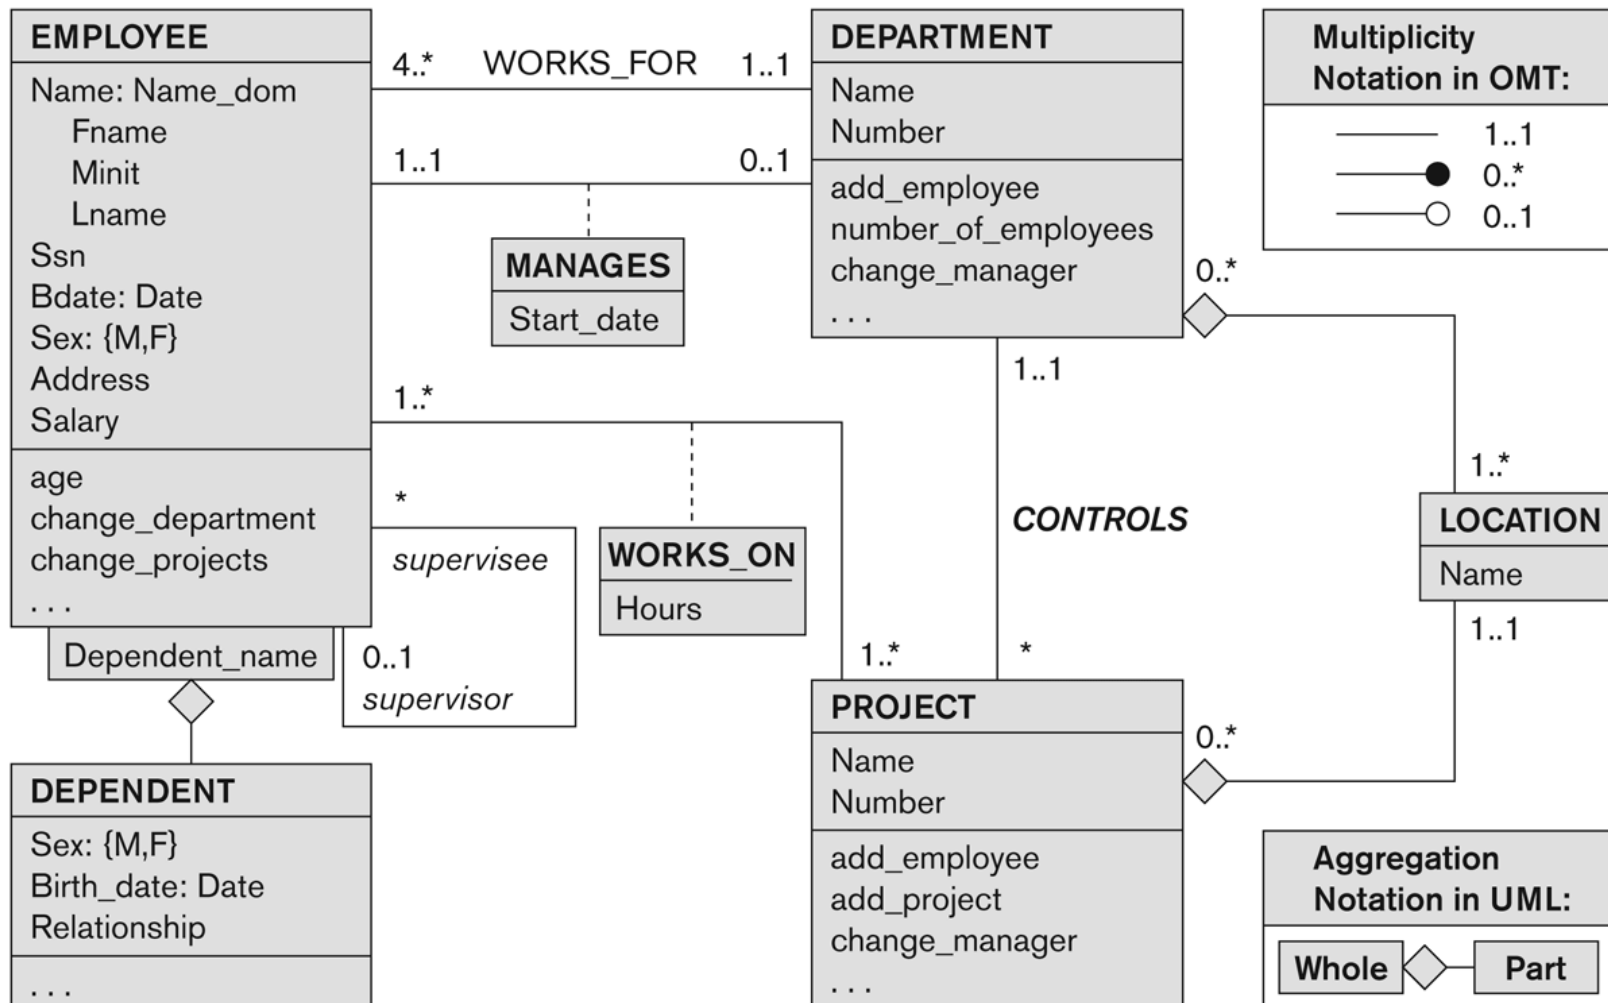 EMPLOYEE
Name: Name_dom
Fname
Minit
Lname
Ssn
Bdate: Date
Sex: {M,F}
Address
Salary
age
change_department
change_projects
. . .
Dependent_name
DEPENDENT
Sex: {M,F}
Birth_date: Date
Relationship
. . .
4..* WORKS_FOR 1..1
1..1 0..1
MANAGES
Start_date
1..*
*
supervisee
0..1
supervisor
WORKS_ON
Hours
1..*
DEPARTMENT
Name
Number
add_employee
number_of_employees
change_manager
. . .
0..*
1..1
CONTROLS
*
PROJECT
Name
Number
add_employee
add_project
change_manager
. . .
0..*
1..*
LOCATION
Name
1..1
Multiplicity
Notation in OMT:
1..1
0..*
0..1
Aggregation
Notation in UML:
Whole Part